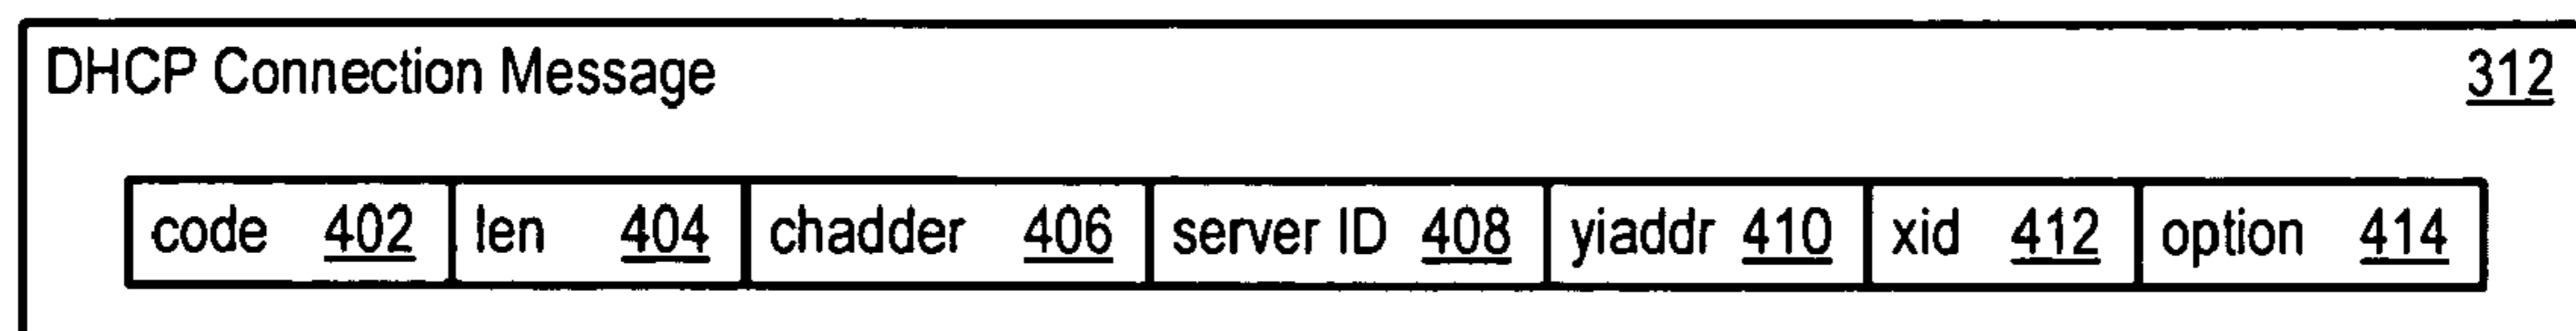 DHCP Connection Message 312
code 402 len 404 chadder 406 server ID 408 yiaddr 410 xid 412 option 414